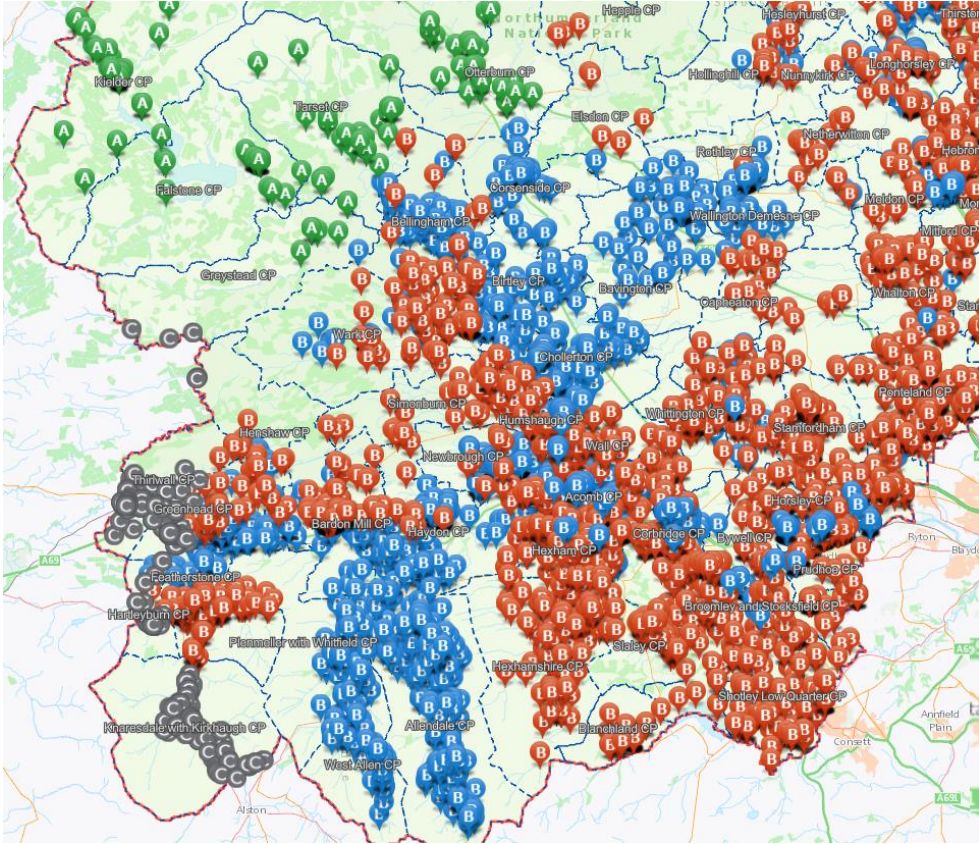 Hepple CP
Northumberland
National Park
Hesleyhurst CP
Thirston
Kielder CP
Otterburn CP
Hollinghill CP
Nunnykirk CP
Longhorsley CP
Tarset CP
Elsdon CP
Netherwitton CP
Hebron
Rothley CP
Falstone CP
Corsenside CP
Meldon CP
Mor
Bellingham CP
Wallington Demesne CP
Mitford CP
Greystead CP
Birtley CP
Bavington CP
Capheaton CP
Whalton CP
Stan
Wark CP
Chollerton CP
Simonburn CP
Humshaugh CP
Whittington CP
Ponteland CP
Stamfordham CP
Henshaw CP
Newbrough CP
Wall CP
Thirlwall CP
Greenhead CP
Bardon Mill CP
Haydon CP
Acomb CP
Horsley CP
Corbridge CP
Bywell CP
Hexham CP
Ryton
Blaydo
A69
Featherstone CP
Prudhoe CP
Hartleyburn CP
Broomley and Stocksfield CP
Plenmeller with Whitfield CP
Slaley CP
Hexhamshire CP
Shotley Low Quarter CP
Knaresdale with Kirkhaugh CP
Allendale CP
Blanchland CP
Annfield
Plain
Consett
West Allen CP
Alston
A
B
C